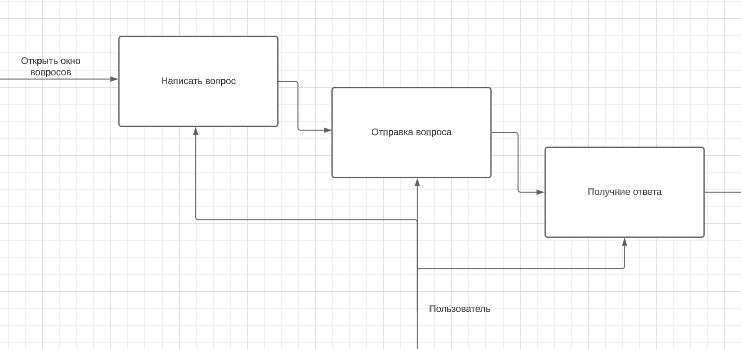 Открыть окно
вопросов
Написать вопрос
Отправка вопроса
Получние ответа
Пользователь